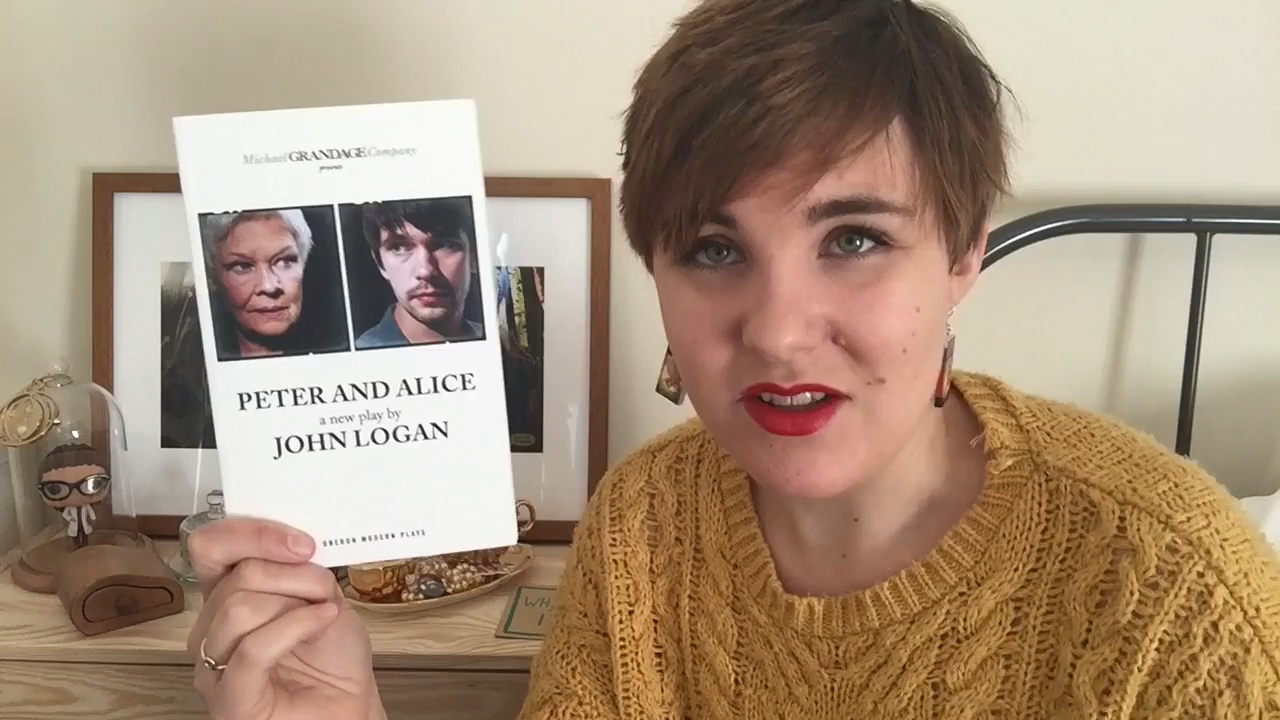 Michael GRANDAGE Company
presents
PETER AND ALICE
a new play by
JOHN LOGAN
OBERON MODERN PLAYS